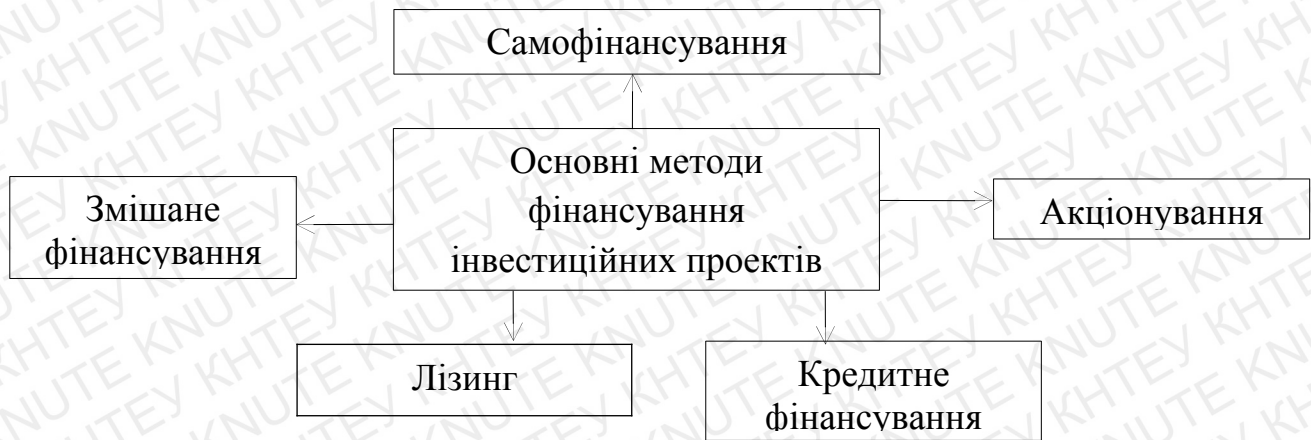 Самофінансування
Основні методи
фінансування
інвестиційних проектів
Змішане
фінансування
Акціонування
Лізинг
Кредитне
фінансування